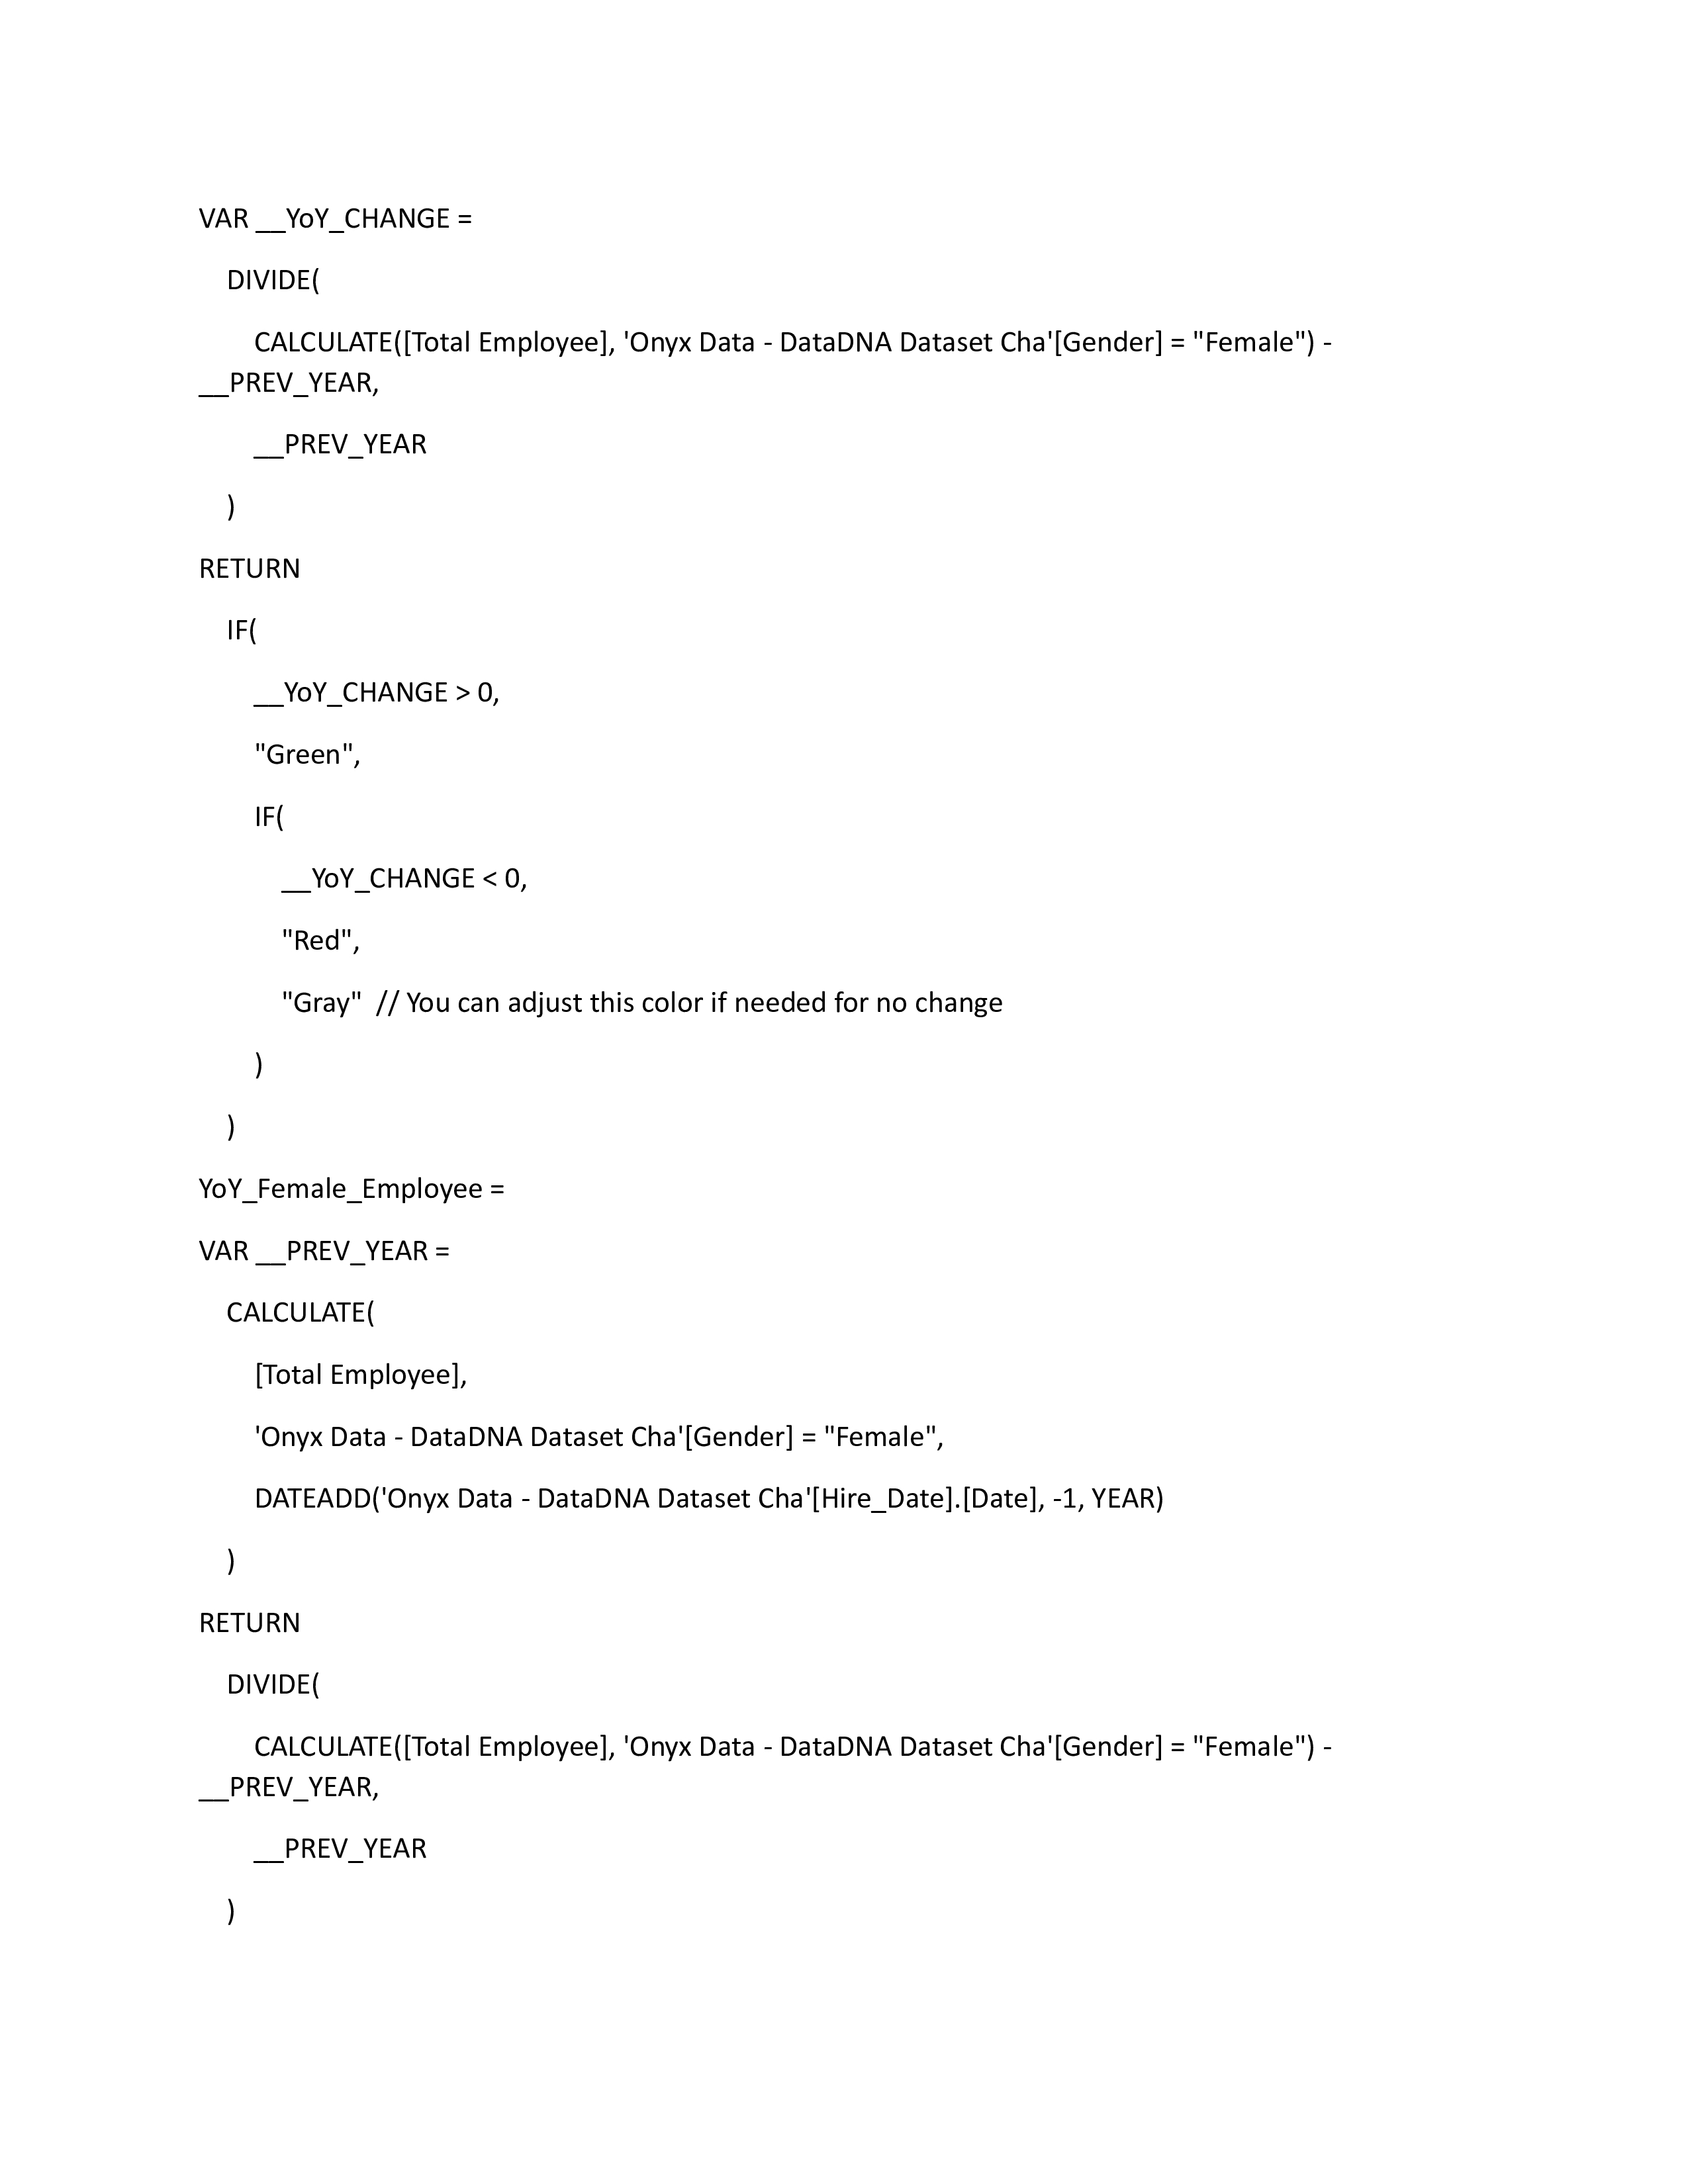 VAR __YoY_CHANGE =
DIVIDE(
CALCULATE([Total Employee], 'Onyx Data - DataDNA Dataset Cha'[Gender] = "Female") -
__PREV_YEAR,
__PREV_YEAR
)
RETURN
IF(
__YoY_CHANGE > 0,
"Green",
IF(
__YoY_CHANGE < 0,
"Red",
"Gray"  // You can adjust this color if needed for no change
)
)
YoY_Female_Employee =
VAR __PREV_YEAR =
CALCULATE(
[Total Employee],
'Onyx Data - DataDNA Dataset Cha'[Gender] = "Female",
DATEADD('Onyx Data - DataDNA Dataset Cha'[Hire_Date].[Date], -1, YEAR)
)
RETURN
DIVIDE(
CALCULATE([Total Employee], 'Onyx Data - DataDNA Dataset Cha'[Gender] = "Female") -
__PREV_YEAR,
__PREV_YEAR
)